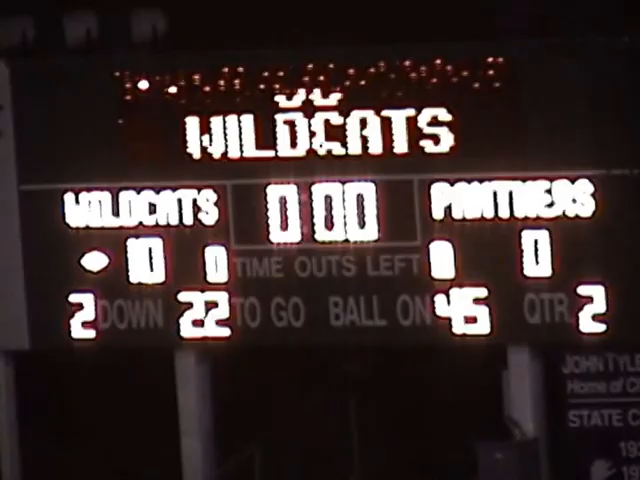 WILDCATS
WILDCATS 0 00 PANTHERS
10 0 TIME OUTS LEFT 0 0
2 DOWN 22 TO GO BALL ON 45 QTR 2
JOHN
Home of
STATE